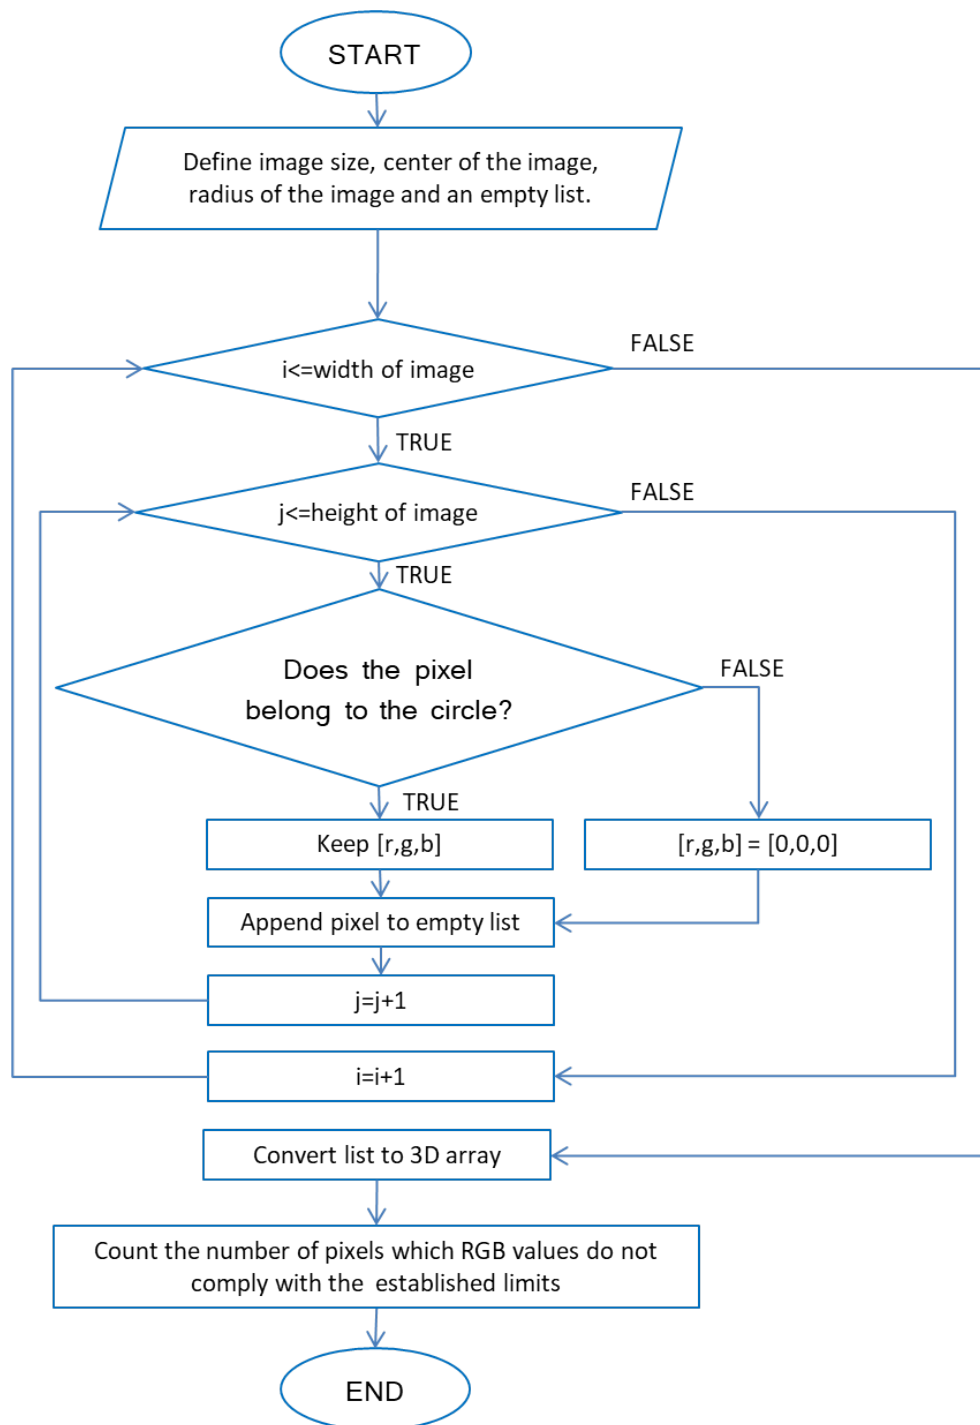 START
Define image size, center of the image,
radius of the image and an empty list.
i<=width of image
FALSE
TRUE
j<=height of image
FALSE
TRUE
Does the pixel
belong to the circle?
FALSE
TRUE
Keep [r,g,b]
[r,g,b] = [0,0,0]
Append pixel to empty list
j=j+1
i=i+1
Convert list to 3D array
Count the number of pixels which RGB values do not
comply with the established limits
END